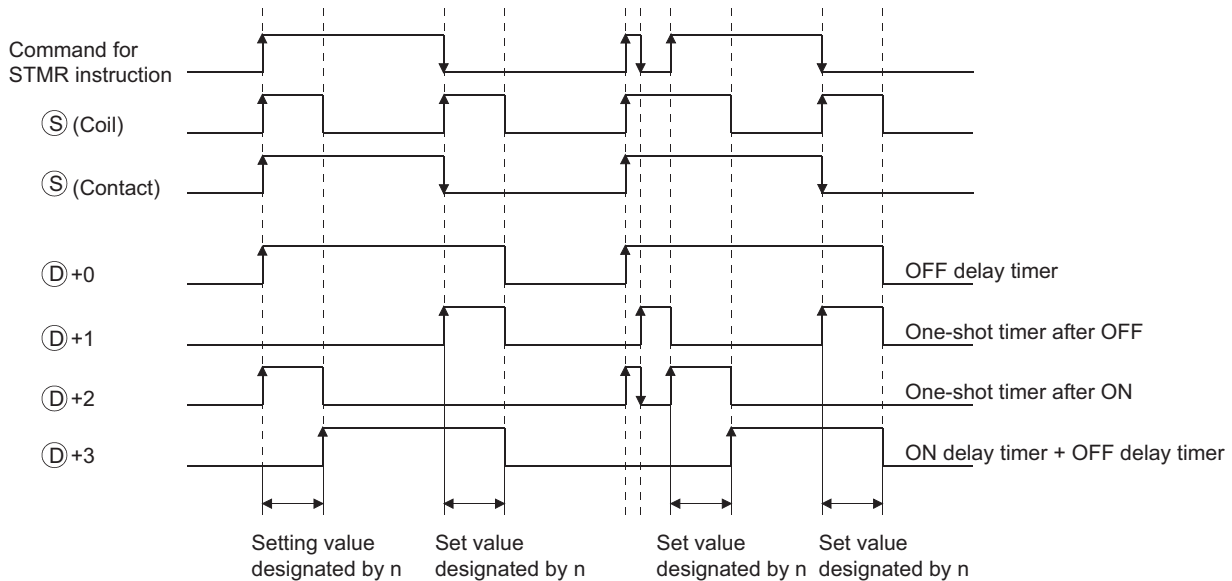 Command for
STMR instruction
Ⓢ (Coil)
Ⓢ (Contact)
Ⓓ+0
OFF delay timer
Ⓓ+1
One-shot timer after OFF
Ⓓ+2
One-shot timer after ON
Ⓓ+3
ON delay timer + OFF delay timer
Setting value
designated by n
Set value
designated by n
Set value
designated by n
Set value
designated by n